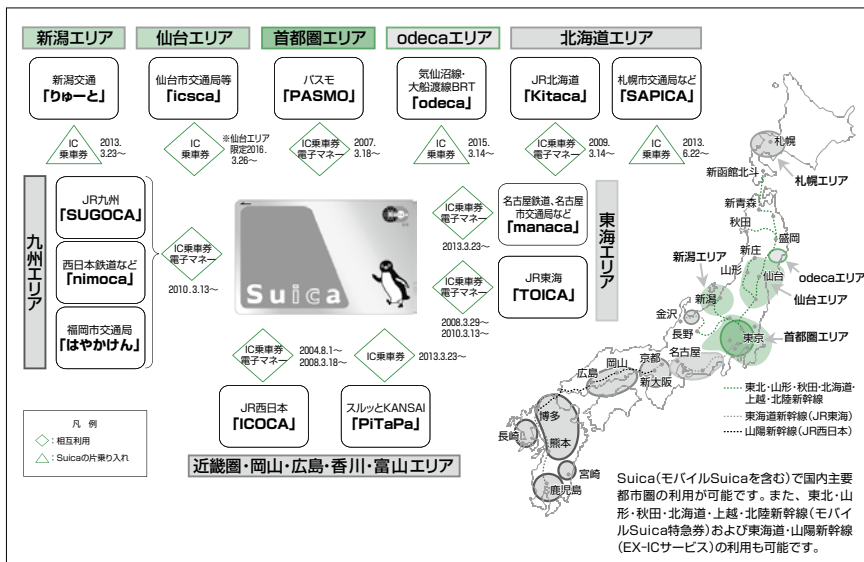 新潟エリア
仙台エリア
首都圏エリア
odecaエリア
北海道エリア
新潟交通
「りゅーと」
仙台市交通局等
「icsca」
パスモ
「PASMO」
気仙沼線・
大船渡線BRT
「odeca」
JR北海道
「Kitaca」
札幌市交通局など
「SAPICA」
IC
乗車券
2013.
3.23〜
IC
乗車券
※仙台エリア
限定2016.
3.26〜
IC乗車券
電子マネー
2007.
3.18〜
IC
乗車券
2015.
3.14〜
IC乗車券
電子マネー
2009.
3.14〜
IC
乗車券
2013.
6.22〜
九州エリア
JR九州
「SUGOCA」
西日本鉄道など
「nimoca」
福岡市交通局
「はやかけん」
IC乗車券
電子マネー
2010.3.13〜
Suica
IC乗車券
電子マネー
2013.3.23〜
名古屋鉄道、名古屋
市交通局など
「manaca」
IC乗車券
電子マネー
2008.3.29〜
2010.3.13〜
JR東海
「TOICA」
東海エリア
IC乗車券
電子マネー
2004.8.1〜
2008.3.18〜
IC乗車券
2013.3.23〜
JR西日本
「ICOCA」
スルッとKANSAI
「PiTaPa」
近畿圏・岡山・広島・香川・富山エリア
凡 例
:相互利用
:Suicaの片乗り入れ
札幌
札幌エリア
新函館北斗
新青森
秋田
盛岡
新庄
新潟エリア
山形
仙台
odecaエリア
仙台エリア
新潟
金沢
長野
東京
首都圏エリア
名古屋
京都
岡山
広島
新大阪
博多
長崎
熊本
宮崎
鹿児島
東北・山形・秋田・北海道・
上越・北陸新幹線
東海道新幹線(JR東海)
山陽新幹線(JR西日本)
Suica(モバイルSuicaを含む)で国内主要
都市圏の利用が可能です。また、東北・山
形・秋田・北海道・上越・北陸新幹線(モバイ
ルSuica特急券)および東海道・山陽新幹線
(EX-ICサービス)の利用も可能です。